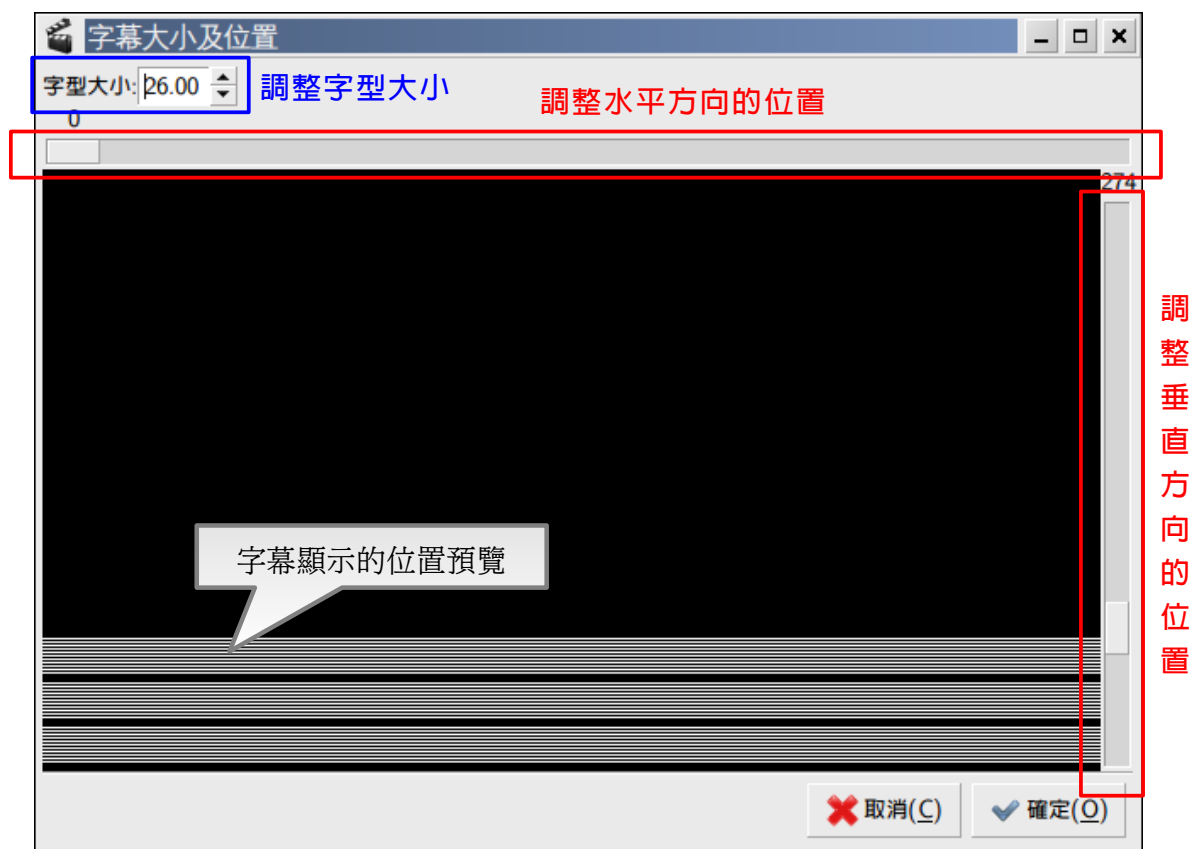 字幕大小及位置
字型大小: 26.00
調整字型大小
調整水平方向的位置
0
274
調整垂直方向的位置
字幕顯示的位置預覽
取消(C)
確定(O)